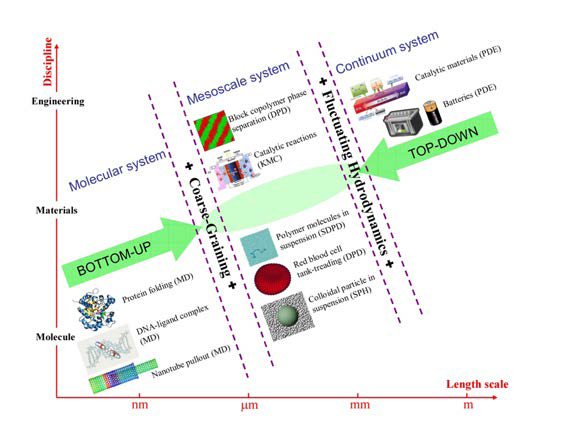 Discipline
Engineering
Materials
Molecule
Molecular system
Mesoscale system
Continuum system
Block copolymer phase
separation (DPD)
Catalytic reactions
(KMC)
Catalytic materials (PDE)
Batteries (PDE)
+ Fluctuating Hydrodynamics +
TOP-DOWN
+ Coarse-Graining +
BOTTOM-UP
Polymer molecules in
suspension (SDPD)
Red blood cell
tank-treading (DPD)
Colloidal particle in
suspension (SPH)
Protein folding (MD)
DNA-ligand complex
(MD)
Nanotube pullout (MD)
Length scale
nm
μm
mm
m